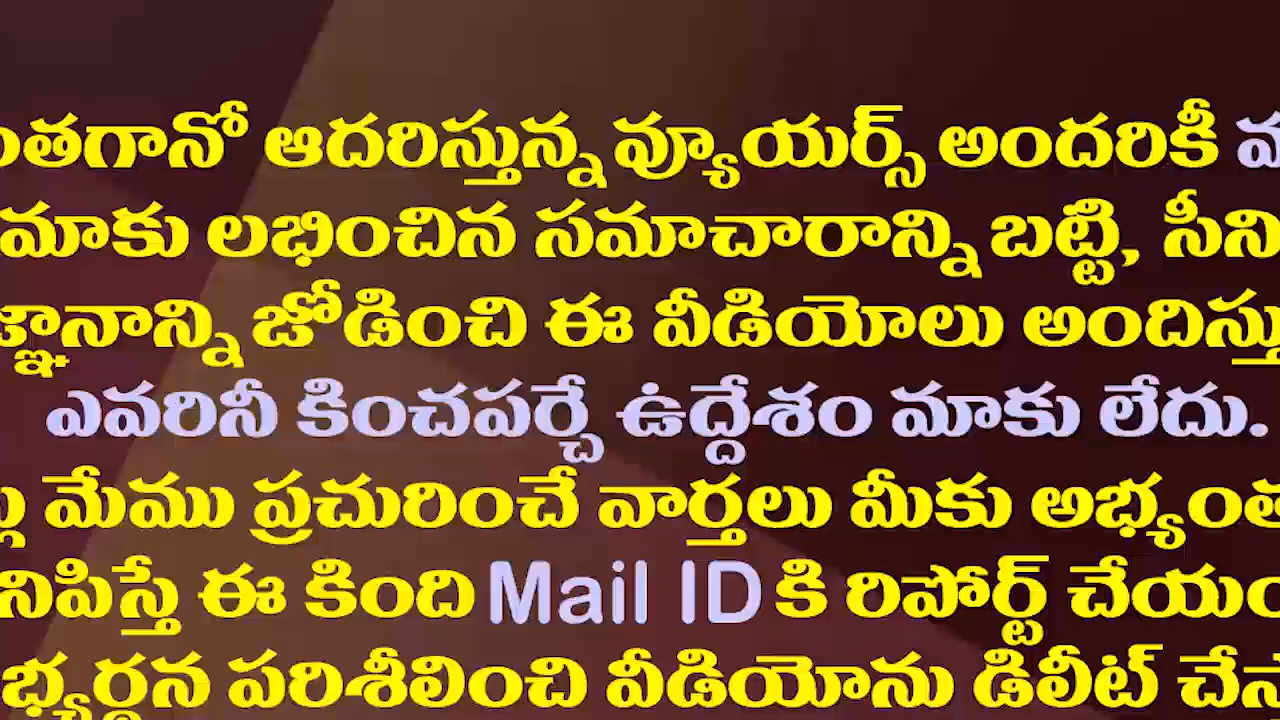 ంతగానో ఆదరిస్తున్న వ్యూయర్స్ అందరికీ
మాకు లభించిన సమాచారాన్ని బట్టి, సీని
జ్ఞానాన్ని జోడించి ఈ వీడియోలు అందిస్తు
ఎవరినీ కించపర్చే ఉద్దేశం మాకు లేదు.
మేము ప్రచురించే వార్తలు మీకు అభ్యంత
నిపిస్తే ఈ కింది Mail ID కి రిపోర్ట్ చేయం
భ్యర్థన పరిశీలించి వీడియోను డిలీట్ చేస